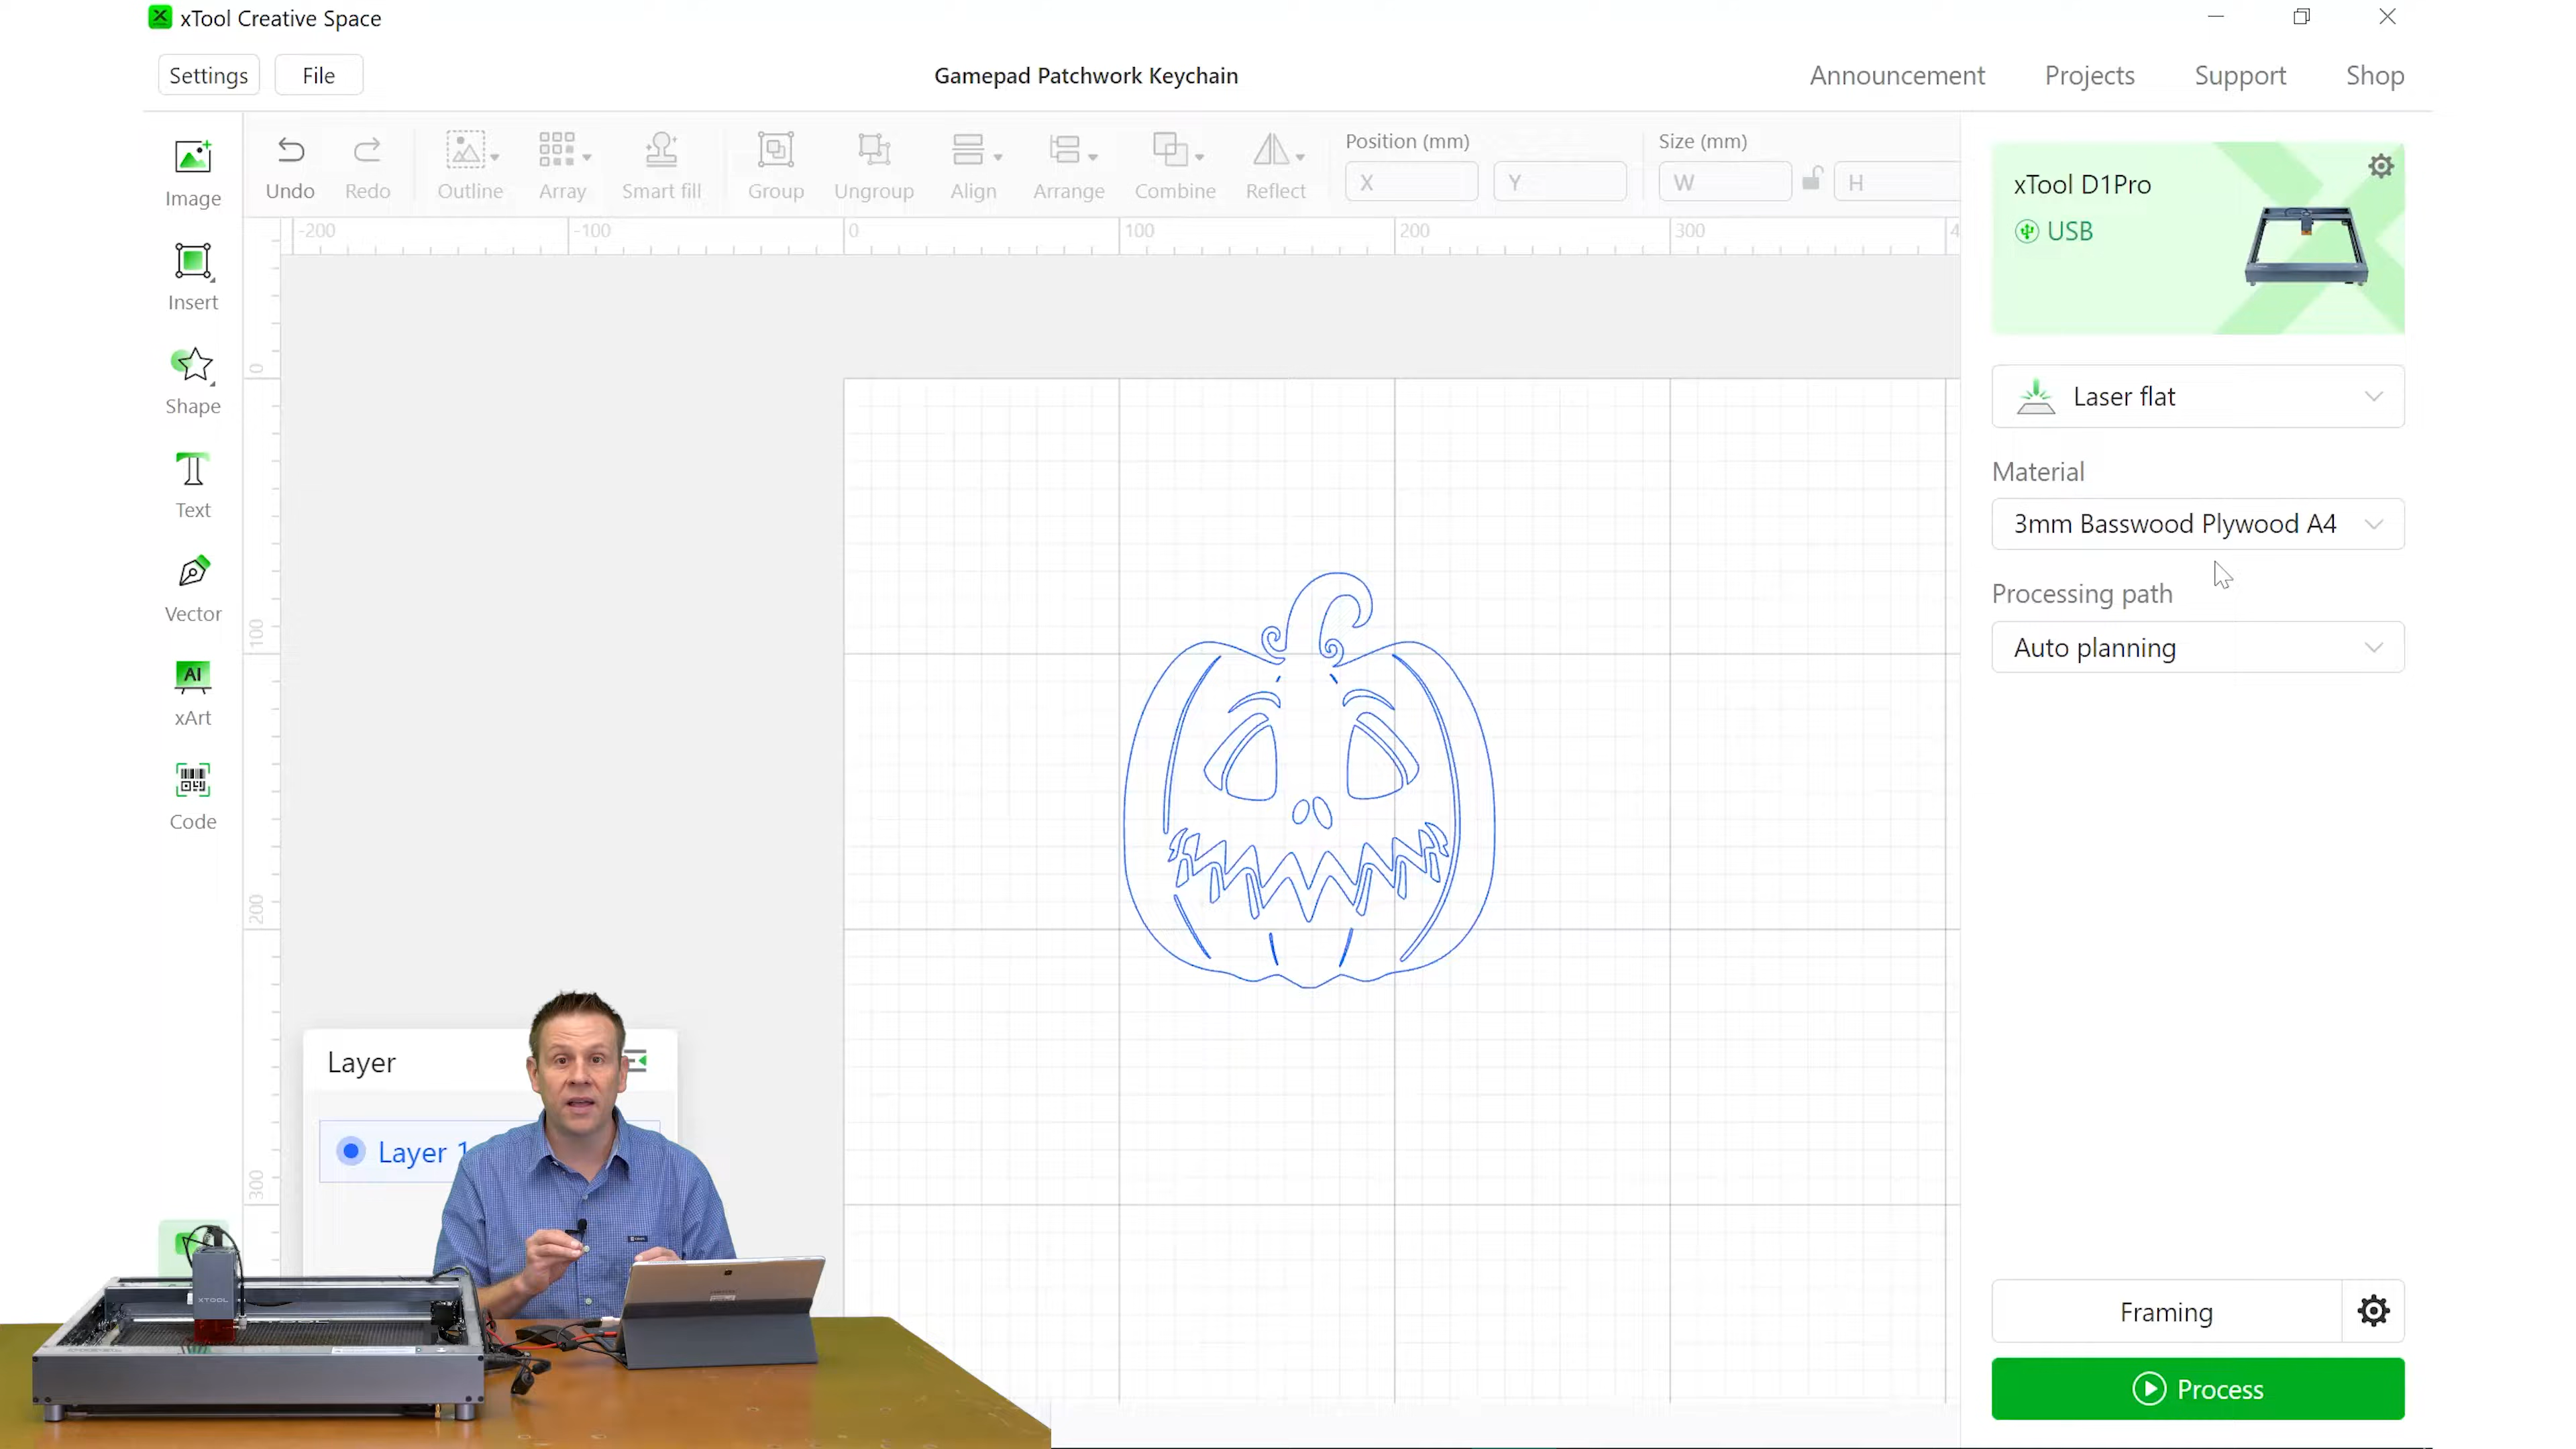 xTool Creative Space
Settings File Gamepad Patchwork Keychain Announcement Projects Support Shop
Image
Insert
Shape
Text
Vector
AI
xArt
Code
Undo Redo Outline Array Smart fill Group Ungroup Align Arrange Combine Reflect
Position (mm)
X Y
Size (mm)
W H
-200 -100 0 100 200 300 4
0
100
200
300
xTool D1Pro
USB
Laser flat
Material
3mm Basswood Plywood A4
Processing path
Auto planning
Layer
Layer 1
XTOOL
Framing
Process